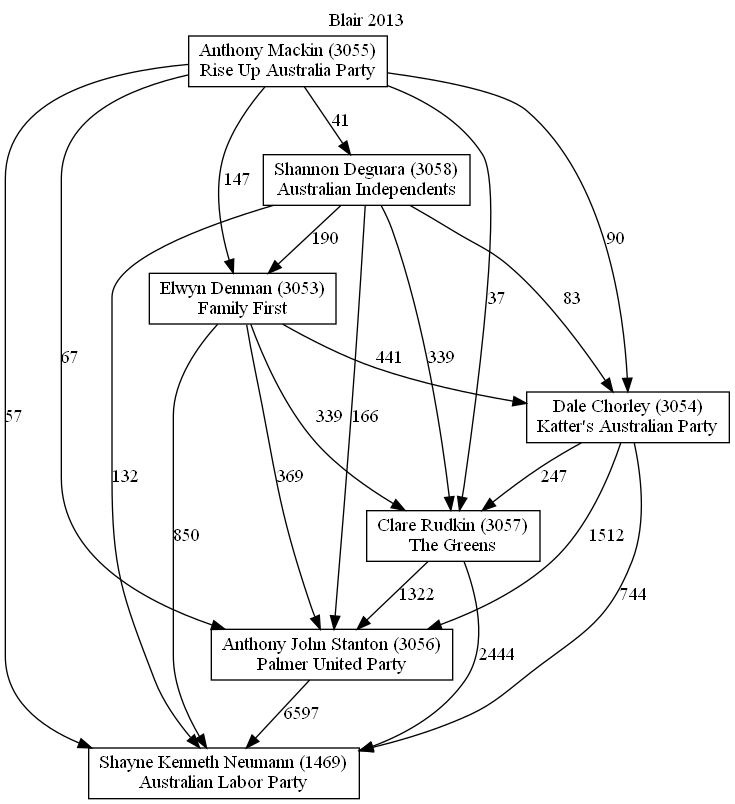 Blair 2013
Anthony Mackin (3055)
Rise Up Australia Party
41
Shannon Deguara (3058)
Australian Independents
147
190
90
Elwyn Denman (3053)
Family First
37
83
67
441
339
57
339
166
Dale Chorley (3054)
Katter's Australian Party
132
369
247
850
Clare Rudkin (3057)
The Greens
1512
1322
744
Anthony John Stanton (3056)
Palmer United Party
2444
6597
Shayne Kenneth Neumann (1469)
Australian Labor Party